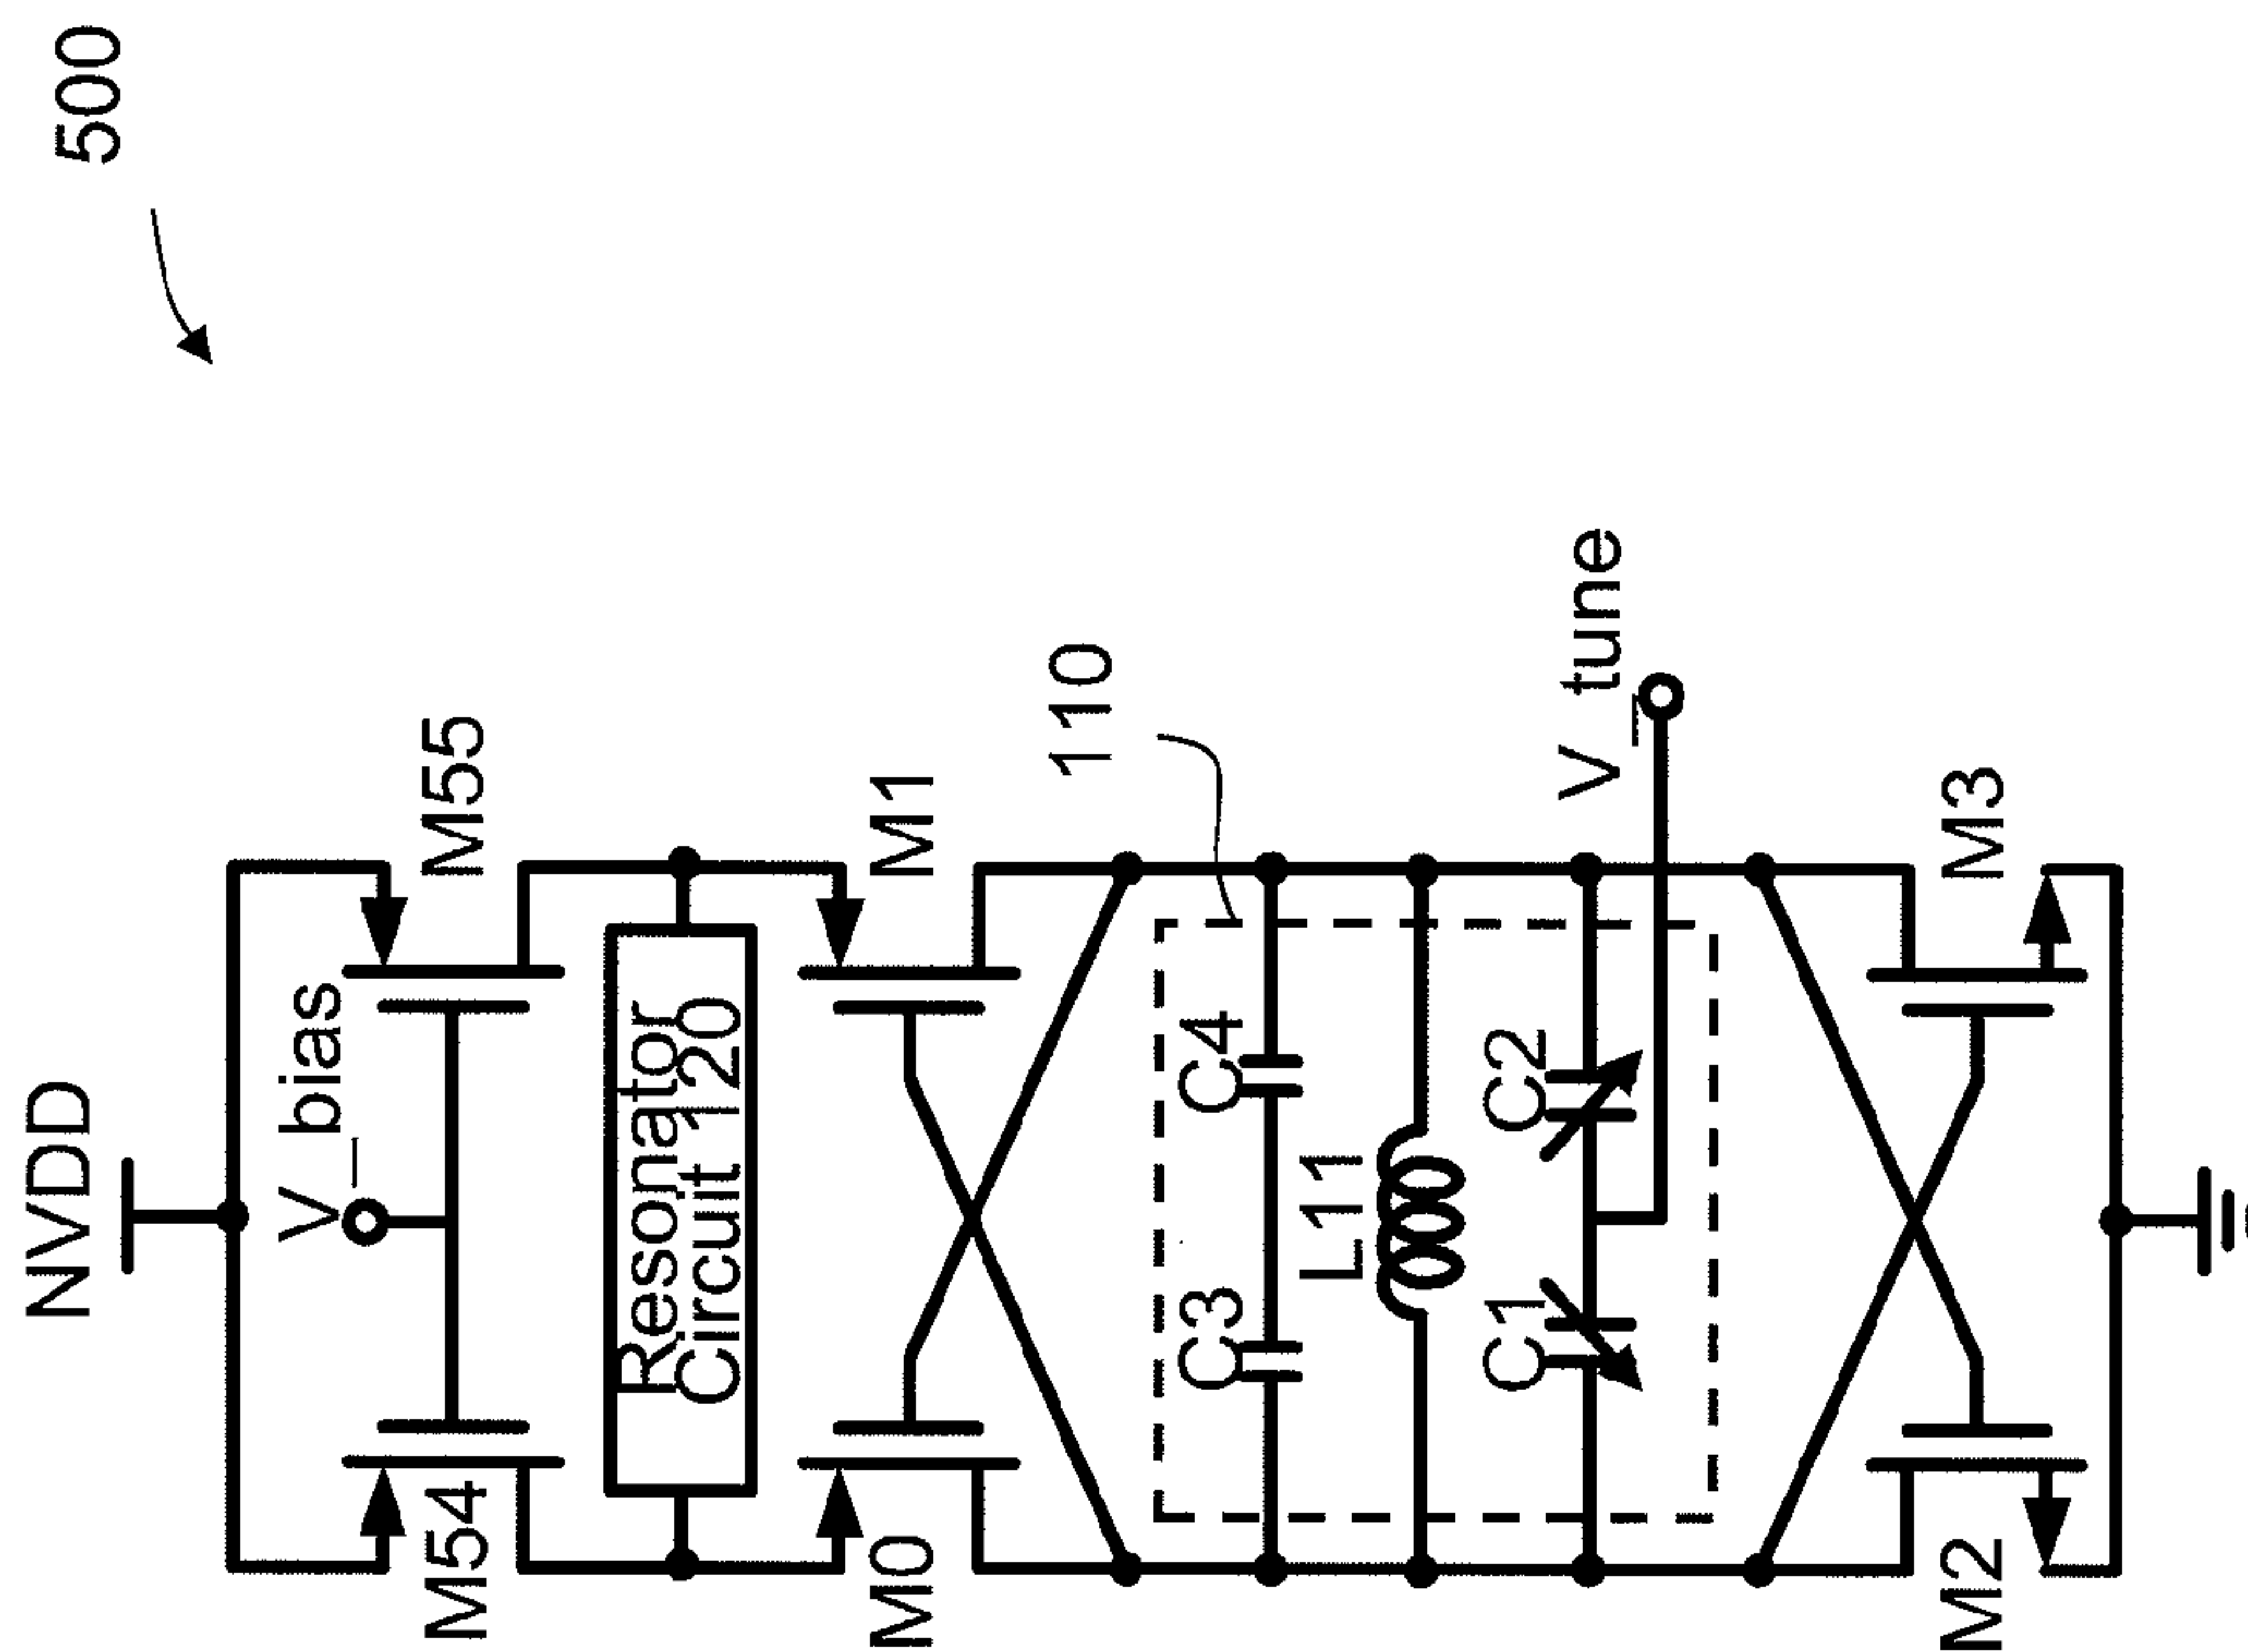 500
NVDD
V_bias
M54
M55
Resonator
Circuit 120
M0
M1
110
C3
C4
L11
C1
C2
V_tune
M2
M3